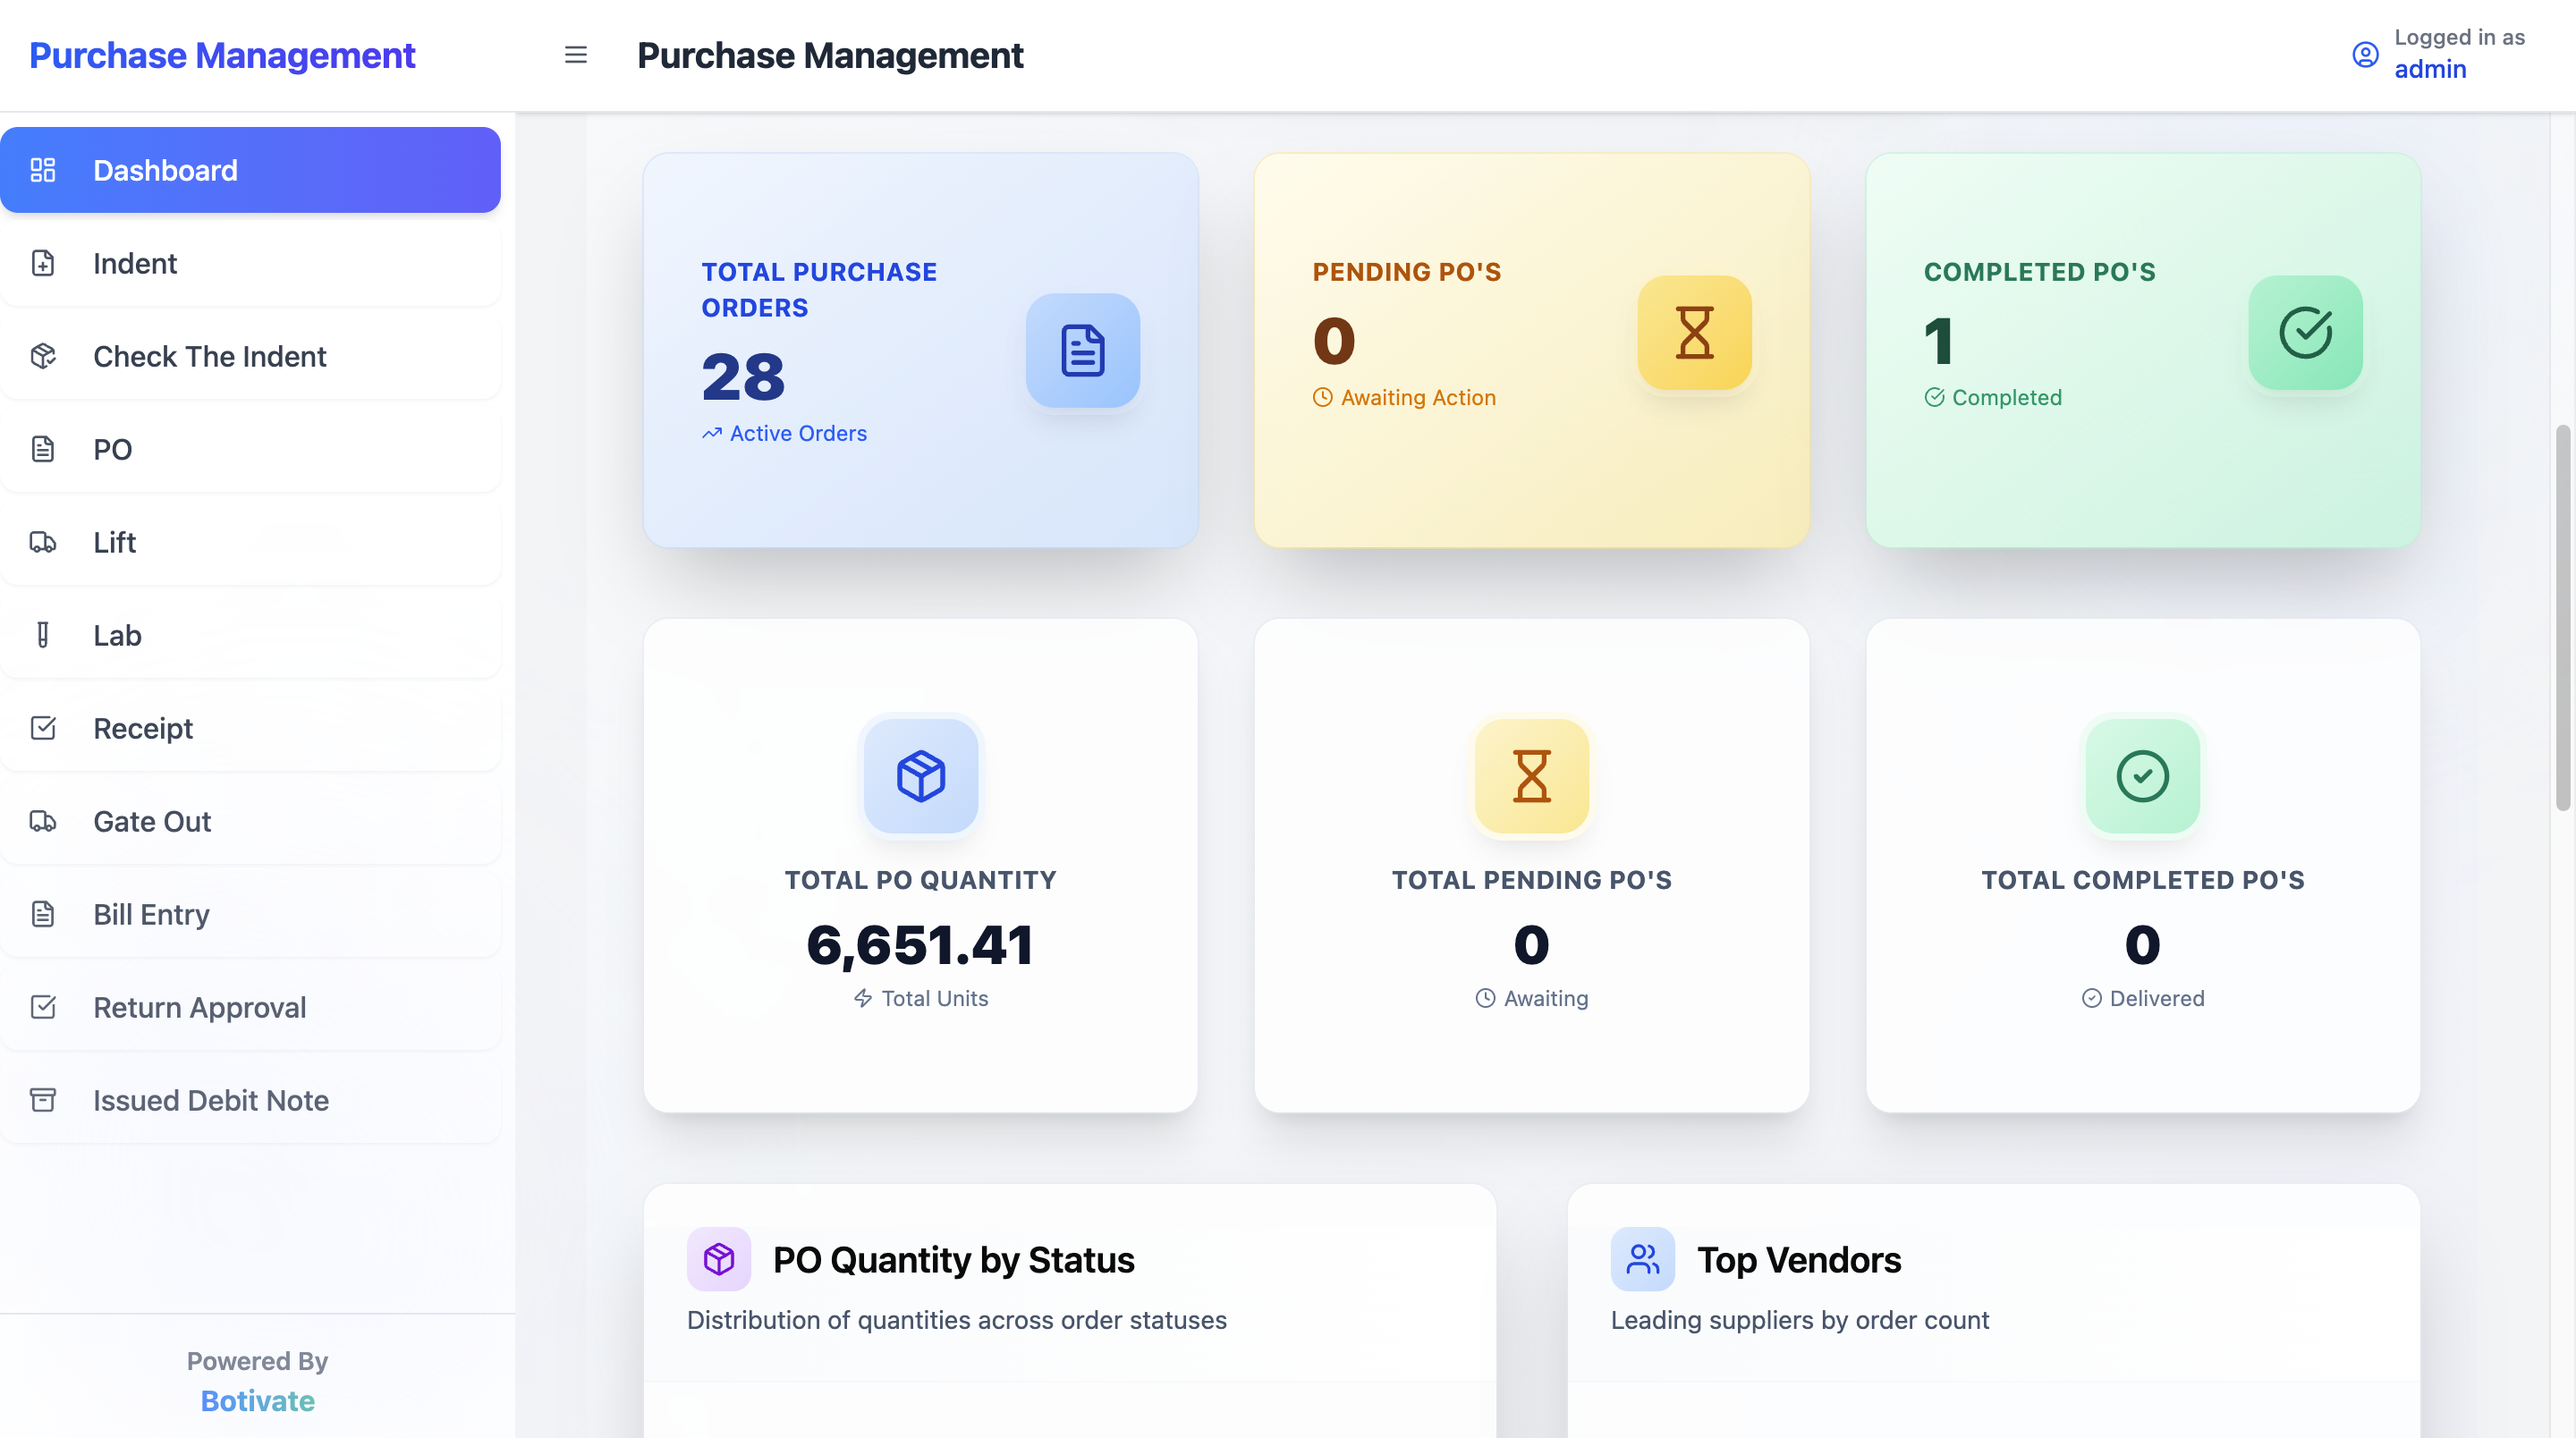 Purchase Management
Purchase Management
Logged in as
admin
Dashboard
Indent
Check The Indent
PO
Lift
Lab
Receipt
Gate Out
Bill Entry
Return Approval
Issued Debit Note
Powered By
Botivate
TOTAL PURCHASE
ORDERS
28
Active Orders
PENDING PO'S
0
Awaiting Action
COMPLETED PO'S
1
Completed
TOTAL PO QUANTITY
6,651.41
Total Units
TOTAL PENDING PO'S
0
Awaiting
TOTAL COMPLETED PO'S
0
Delivered
PO Quantity by Status
Distribution of quantities across order statuses
Top Vendors
Leading suppliers by order count